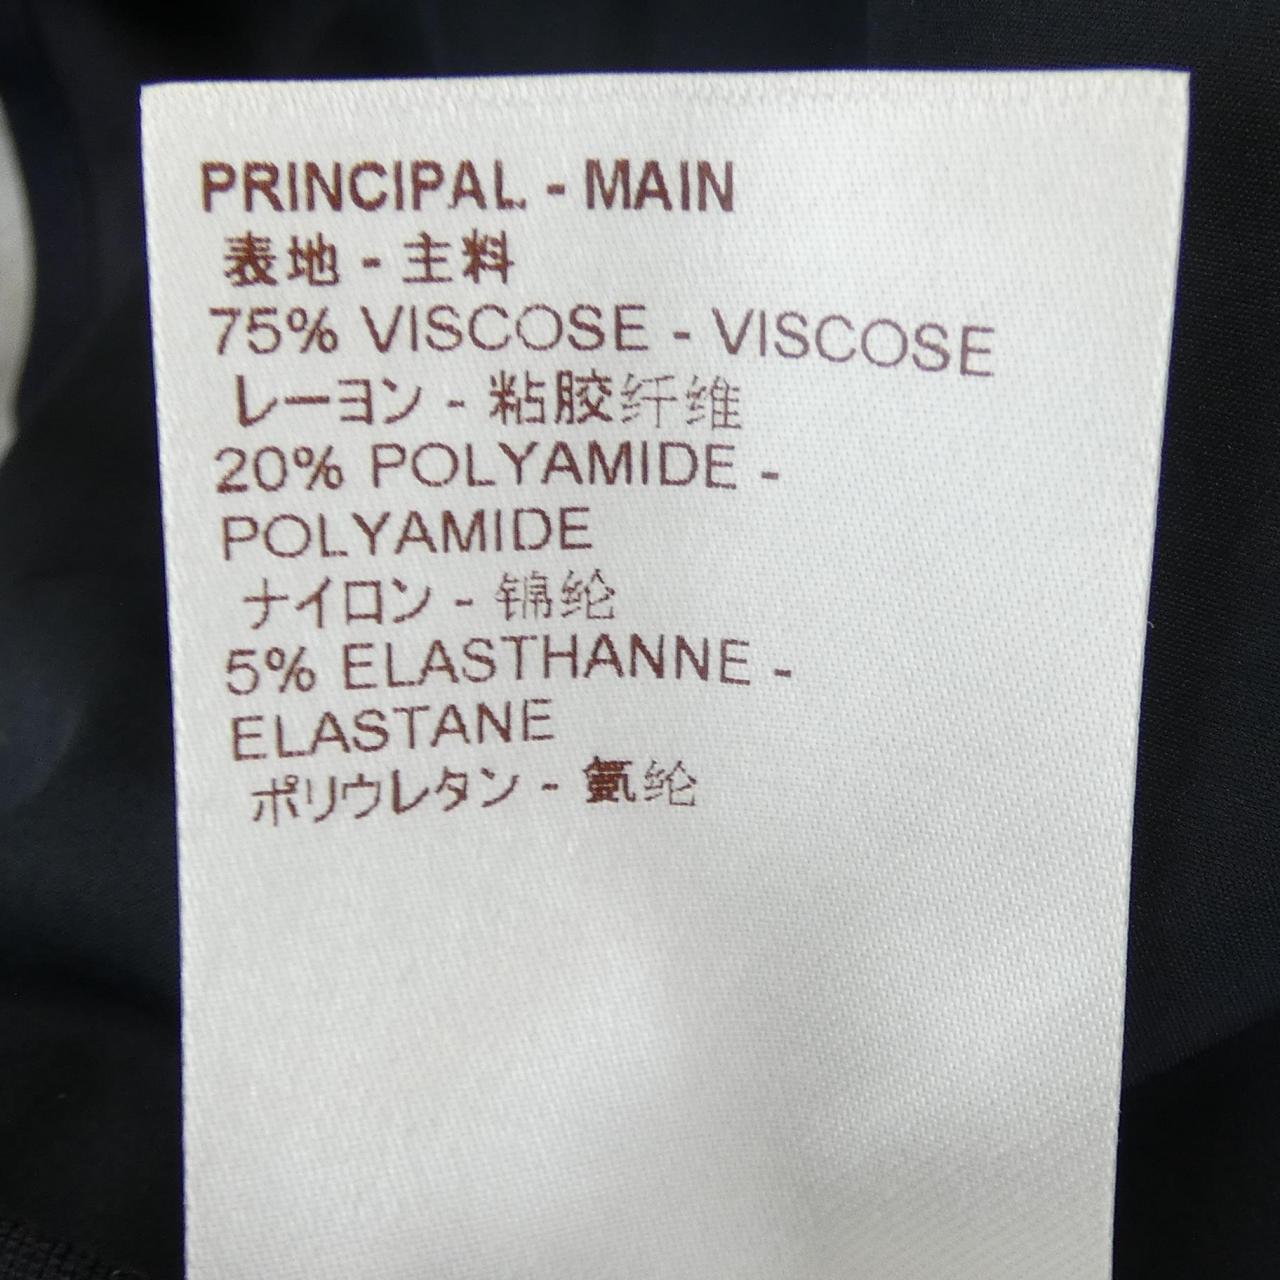 PRINCIPAL - MAIN
表地 - 主料
75% VISCOSE - VISCOSE
レーヨン - 粘胶纤维
20% POLYAMIDE -
POLYAMIDE
ナイロン - 锦纶
5% ELASTHANNE -
ELASTANE
ポリウレタン - 氨纶